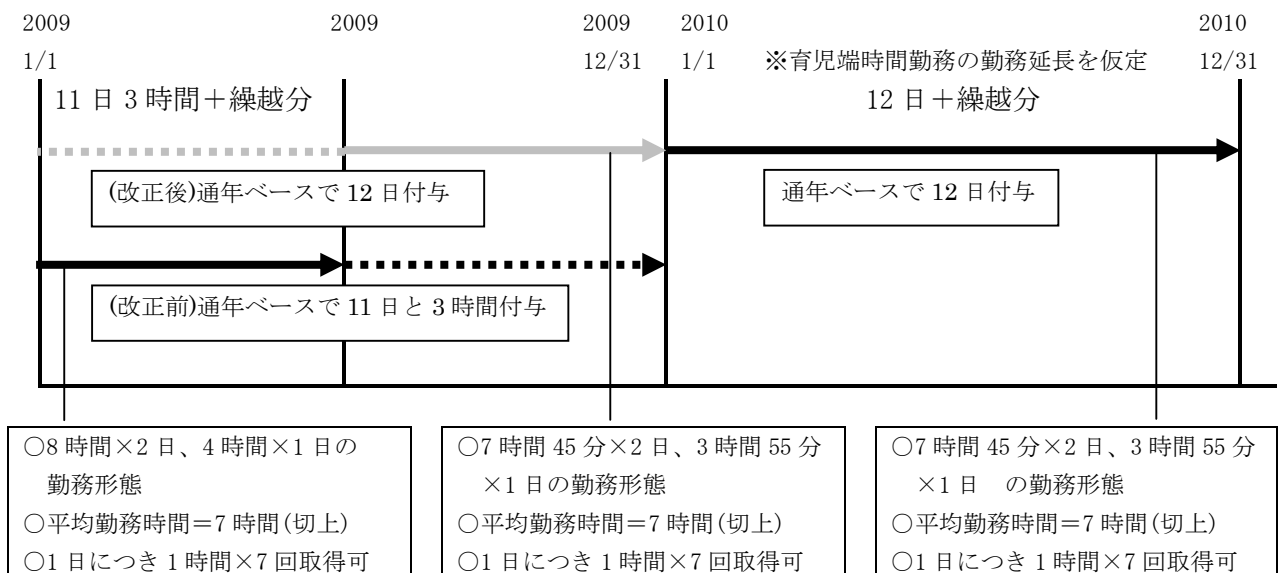 2009 2009 2009 2010 2010
1/1 12/31 1/1 ※育児端時間勤務の勤務延長を仮定 12/31
11 日 3 時間＋繰越分 12 日＋繰越分
(改正後)通年ベースで 12 日付与 通年ベースで 12 日付与
(改正前)通年ベースで 11 日と 3 時間付与
○8 時間×2 日、4 時間×1 日の
勤務形態
○平均勤務時間＝7 時間(切上)
○1 日につき 1 時間×7 回取得可
○7 時間 45 分×2 日、3 時間 55 分
×1 日の勤務形態
○平均勤務時間＝7 時間(切上)
○1 日につき 1 時間×7 回取得可
○7 時間 45 分×2 日、3 時間 55 分
×1 日　の勤務形態
○平均勤務時間＝7 時間(切上)
○1 日につき 1 時間×7 回取得可